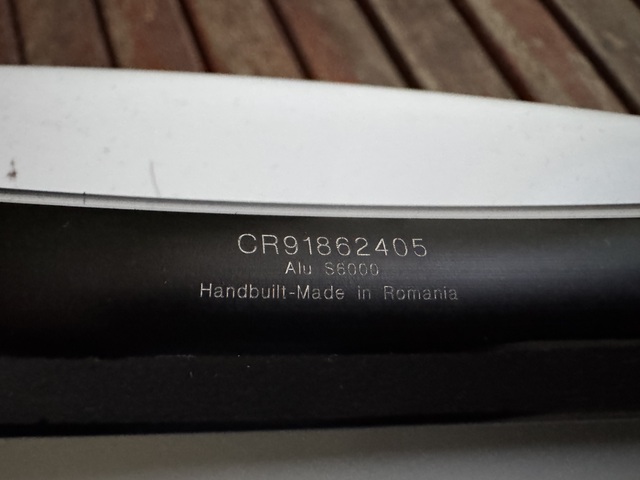 CR91862405
Alu S6000
Handbuilt-Made in Romania